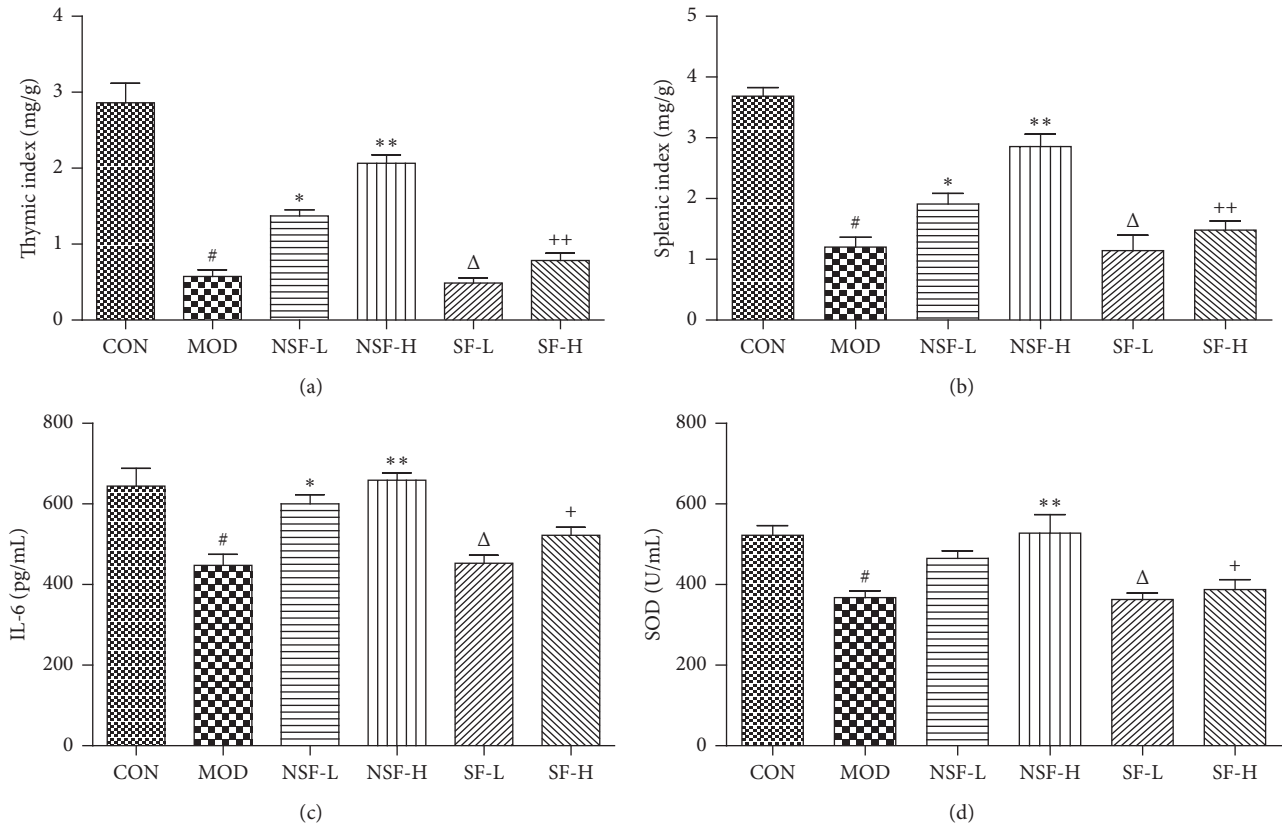 Thymic index (mg/g)
4
3
2
1
0
#
*
**
Δ
++
CON MOD NSF-L NSF-H SF-L SF-H
(a)
Splenic index (mg/g)
5
4
3
2
1
0
#
*
**
Δ
++
CON MOD NSF-L NSF-H SF-L SF-H
(b)
IL-6 (pg/mL)
800
600
400
200
0
#
*
**
Δ
+
CON MOD NSF-L NSF-H SF-L SF-H
(c)
SOD (U/mL)
800
600
400
200
0
#
**
Δ
+
CON MOD NSF-L NSF-H SF-L SF-H
(d)